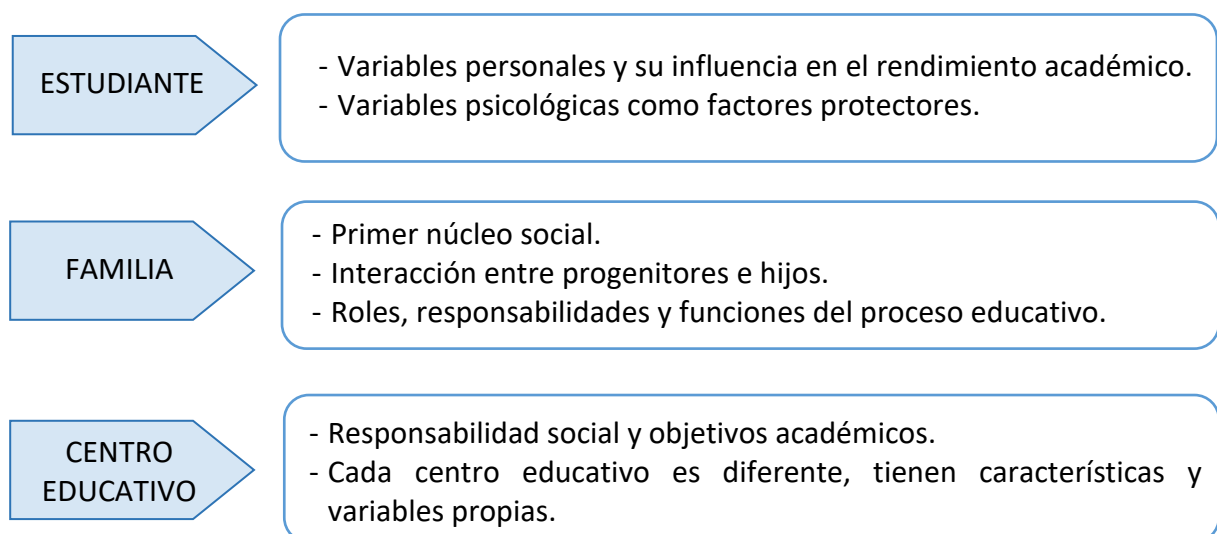 ESTUDIANTE
- Variables personales y su influencia en el rendimiento académico.
- Variables psicológicas como factores protectores.
FAMILIA
- Primer núcleo social.
- Interacción entre progenitores e hijos.
- Roles, responsabilidades y funciones del proceso educativo.
CENTRO
EDUCATIVO
- Responsabilidad social y objetivos académicos.
- Cada centro educativo es diferente, tienen características y
variables propias.